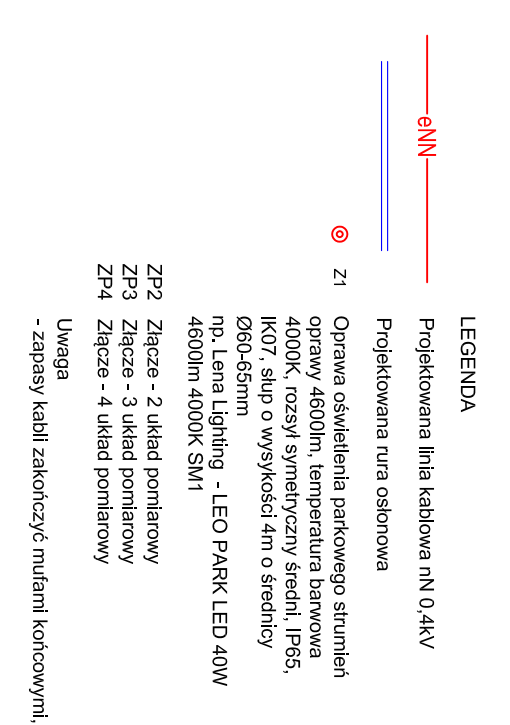 LEGENDA
eNN Projektowana linia kablowa nN 0,4kV
Projektowana rura osłonowa
Z1 Oprawa oświetlenia parkowego strumień
oprawy 4600lm, temperatura barwowa
4000K, rozsył symetryczny średni, IP65,
IK07, słup o wysykości 4m o średnicy
Ø60-65mm
np. Lena Lighting - LEO PARK LED 40W
4600lm 4000K SM1
ZP2 Złącze - 2 układ pomiarowy
ZP3 Złącze - 3 układ pomiarowy
ZP4 Złącze - 4 układ pomiarowy
Uwaga
- zapasy kabli zakończyć mufami końcowymi,